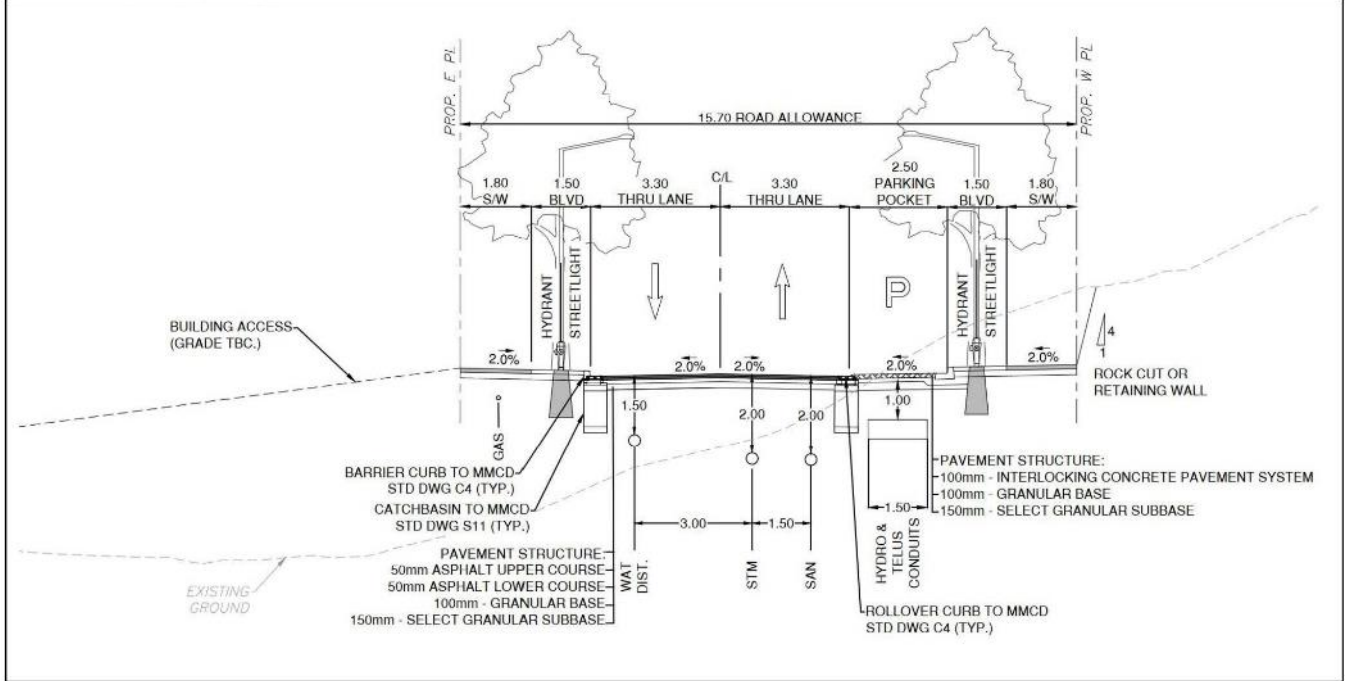 PROP. E PL
PROP. W PL
15.70 ROAD ALLOWANCE
1.80
S/W
1.50
BLVD
3.30
THRU LANE
C/L
3.30
THRU LANE
2.50
PARKING
POCKET
1.50
BLVD
1.80
S/W
HYDRANT
STREETLIGHT
P
HYDRANT
STREETLIGHT
BUILDING ACCESS
(GRADE TBC.)
2.0%
2.0%
2.0%
2.0%
2.0%
4
1
ROCK CUT OR
RETAINING WALL
GAS
1.50
2.00
2.00
1.00
BARRIER CURB TO MMCD
STD DWG C4 (TYP.)
CATCHBASIN TO MMCD
STD DWG S11 (TYP.)
PAVEMENT STRUCTURE:
100mm - INTERLOCKING CONCRETE PAVEMENT SYSTEM
100mm - GRANULAR BASE
150mm - SELECT GRANULAR SUBBASE
3.00
1.50
1.50
EXISTING
GROUND
PAVEMENT STRUCTURE:
50mm ASPHALT UPPER COURSE
50mm ASPHALT LOWER COURSE
100mm - GRANULAR BASE
150mm - SELECT GRANULAR SUBBASE
WAT
DIST.
STM
SAN
HYDRO &
TELUS
CONDUITS
ROLLOVER CURB TO MMCD
STD DWG C4 (TYP.)